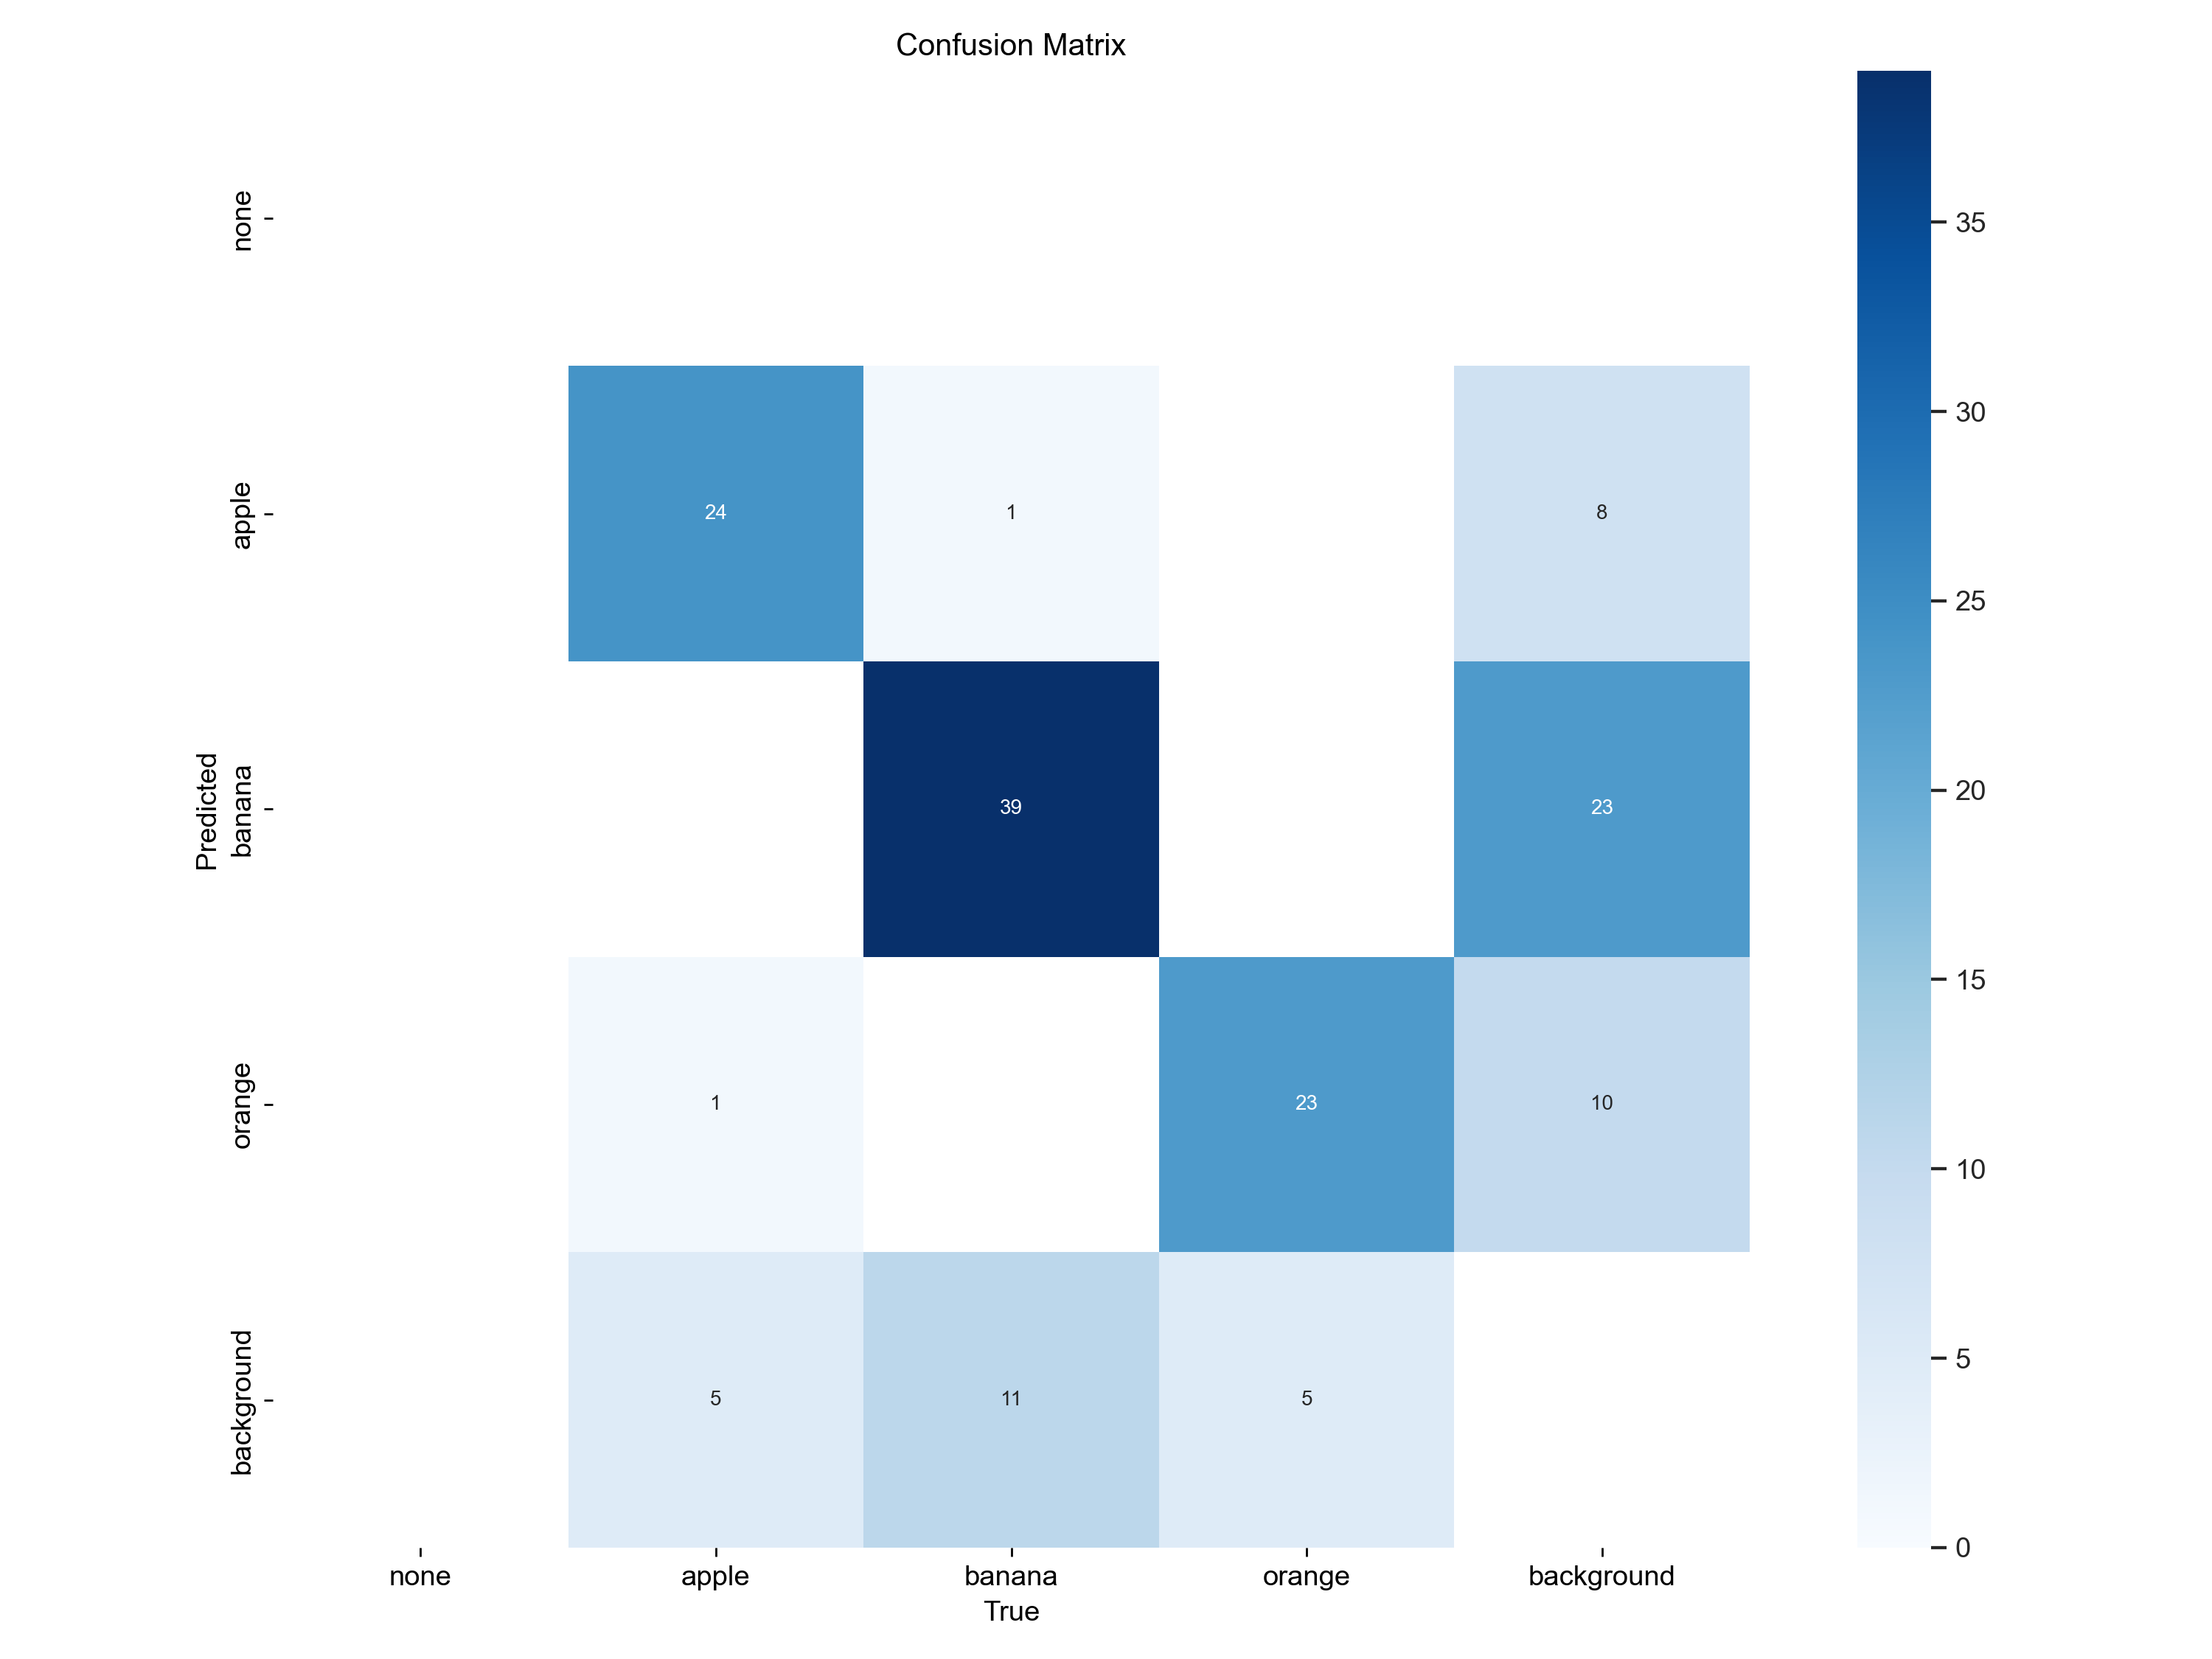 Confusion Matrix
none
apple
banana
orange
background
Predicted
24 1 8
39 23
1 23 10
5 11 5
none apple banana orange background
True
35
30
25
20
15
10
5
0